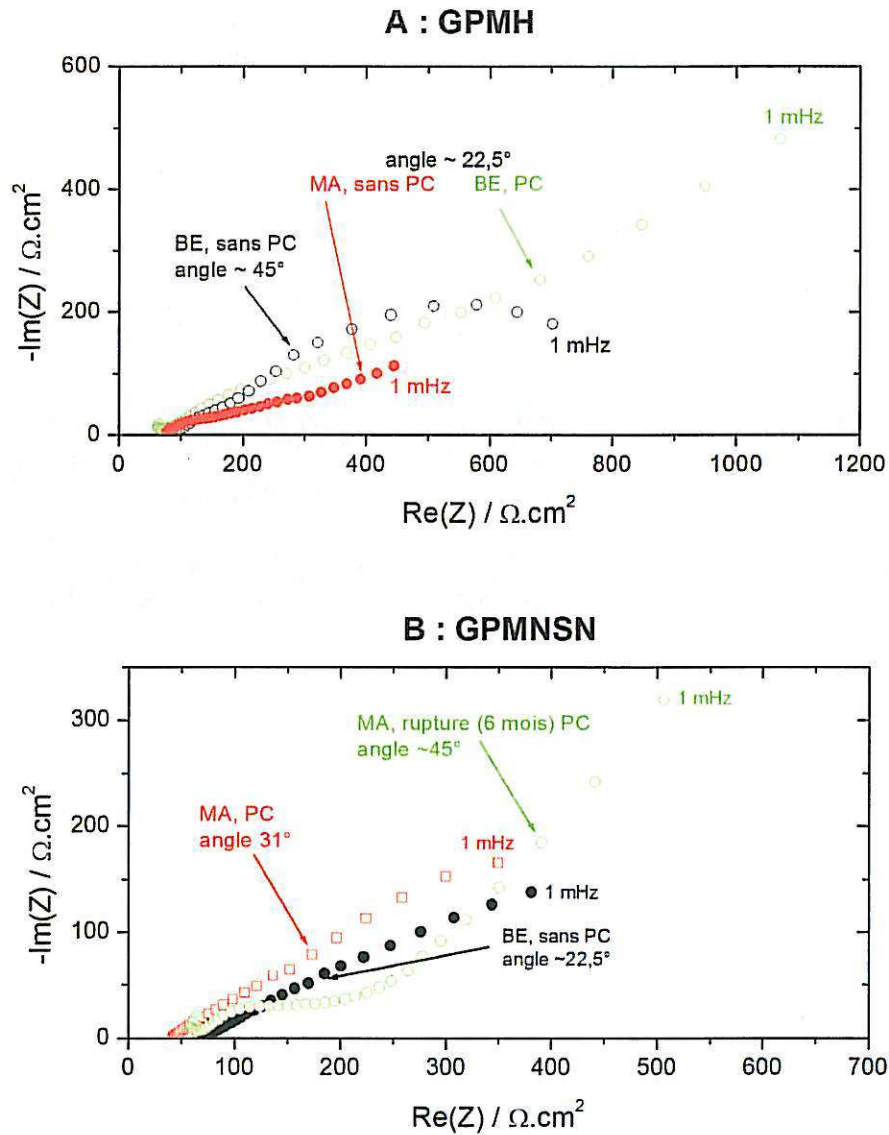 A : GPMH
600
400
200
0
-Im(Z) / Ω.cm²
0 200 400 600 800 1000 1200
Re(Z) / Ω.cm²
1 mHz
angle ~ 22,5°
MA, sans PC
BE, PC
BE, sans PC
angle ~ 45°
1 mHz
1 mHz
B : GPMNSN
300
200
100
0
-Im(Z) / Ω.cm²
0 100 200 300 400 500 600 700
Re(Z) / Ω.cm²
1 mHz
MA, rupture (6 mois) PC
angle ~45°
MA, PC
angle 31°
1 mHz
1 mHz
BE, sans PC
angle ~22,5°